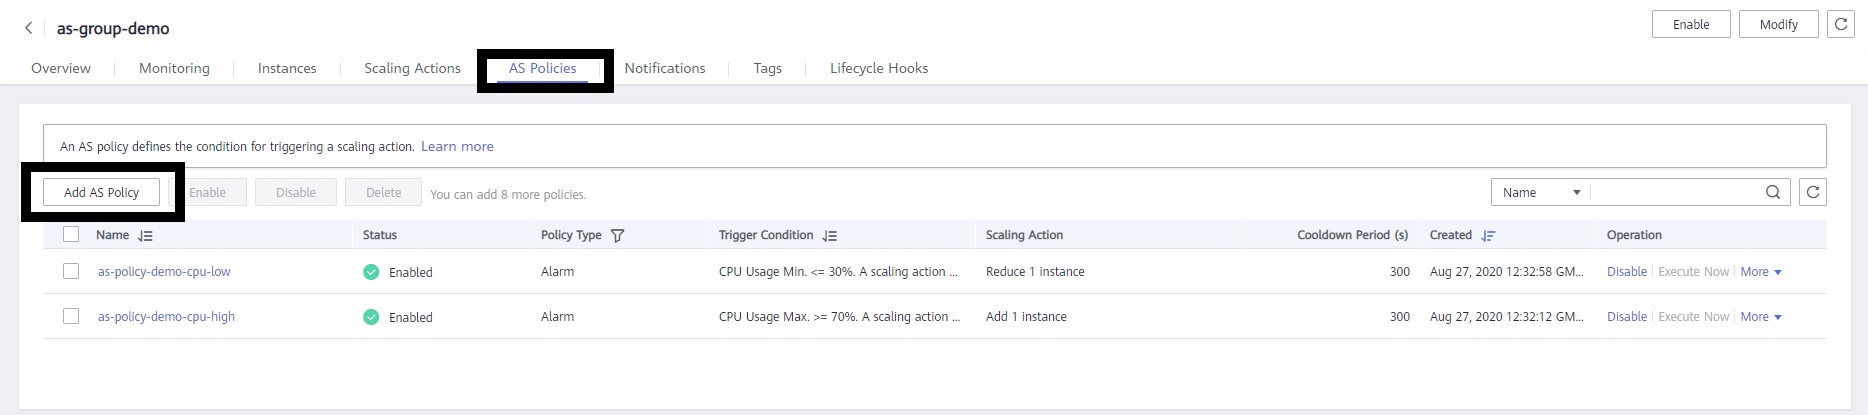 as-group-demo
Enable Modify
Overview Monitoring Instances Scaling Actions AS Policies Notifications Tags Lifecycle Hooks
An AS policy defines the condition for triggering a scaling action. Learn more
Add AS Policy Enable Disable Delete You can add 8 more policies. Name
Name Status Policy Type Trigger Condition Scaling Action Cooldown Period (s) Created Operation
as-policy-demo-cpu-low Enabled Alarm CPU Usage Min. <= 30%. A scaling action ... Reduce 1 instance 300 Aug 27, 2020 12:32:58 GM... Disable Execute Now More
as-policy-demo-cpu-high Enabled Alarm CPU Usage Max. >= 70%. A scaling action ... Add 1 instance 300 Aug 27, 2020 12:32:12 GM... Disable Execute Now More